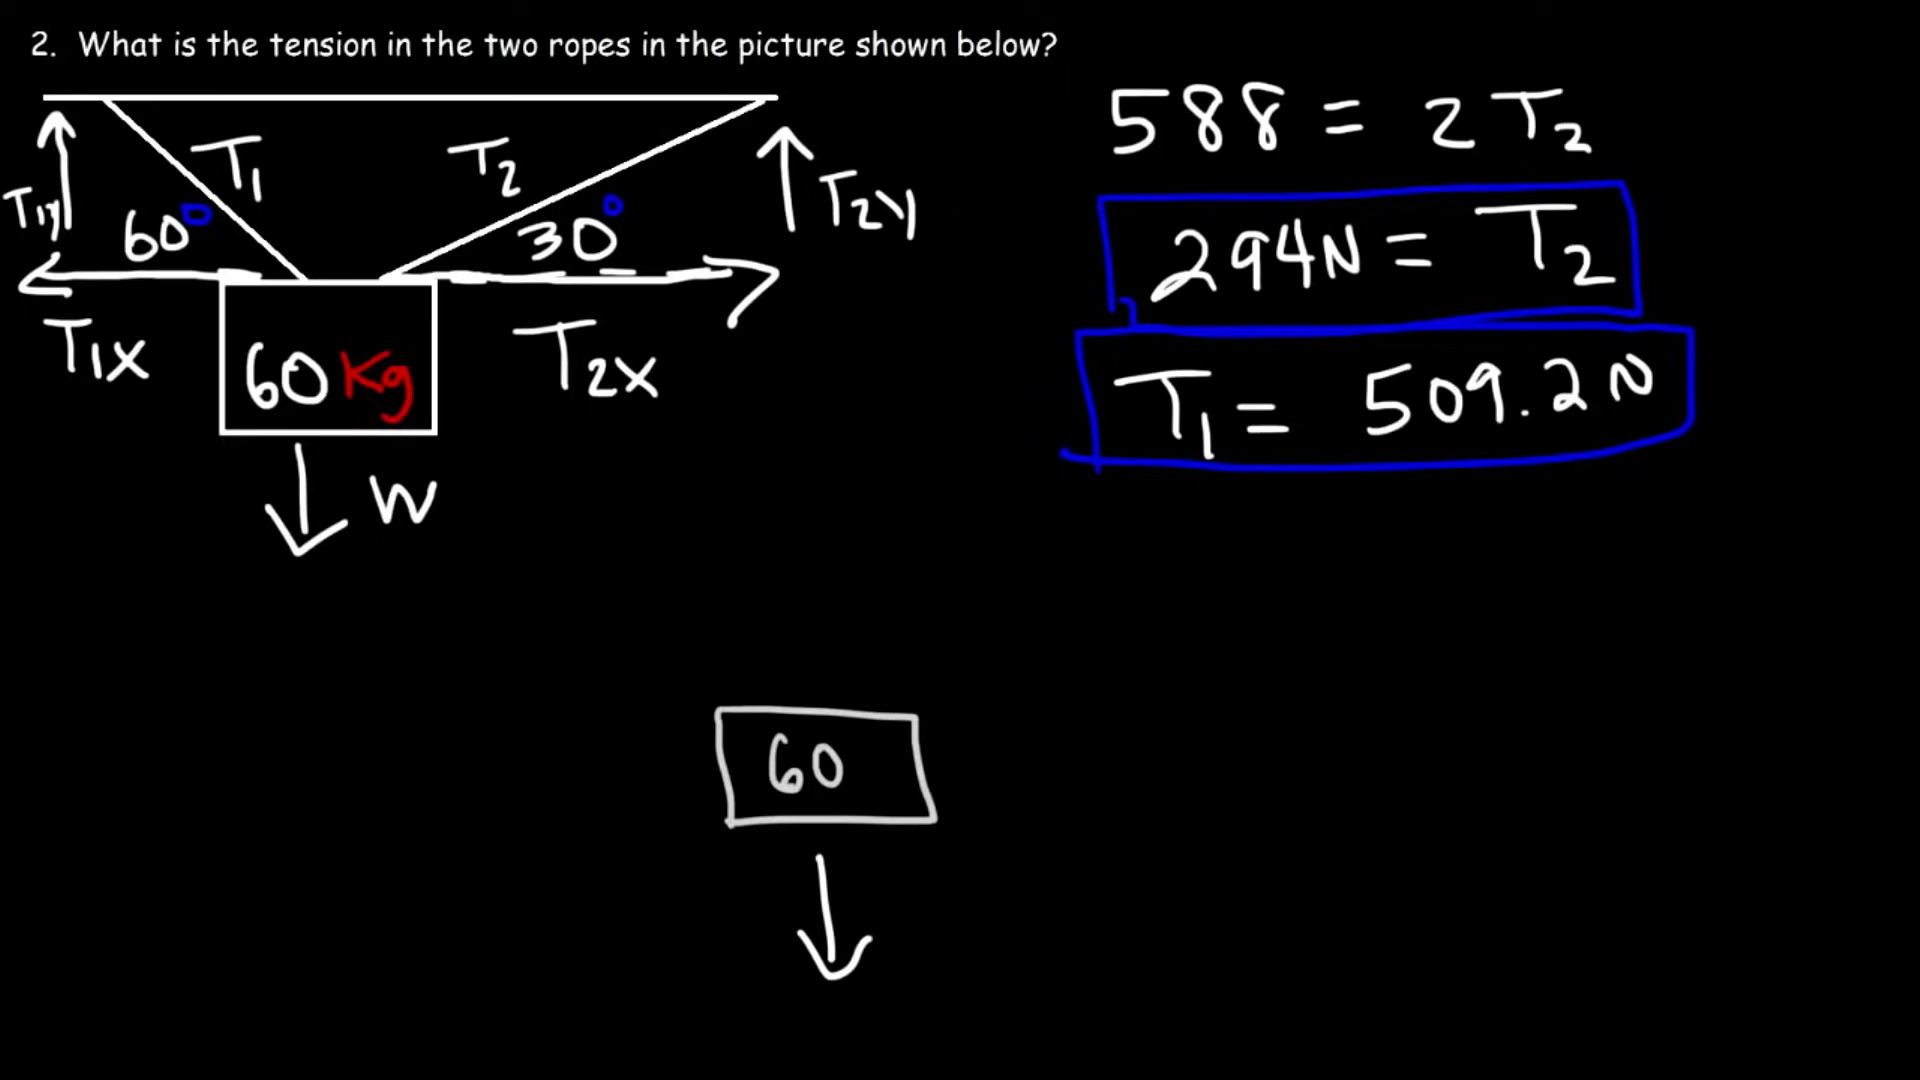 2. What is the tension in the two ropes in the picture shown below?
T1
T2
T1y
60°
30°
T2y
T1x
60 Kg
T2x
W
588 = 2T2
294N = T2
T1 = 509.2 N
60